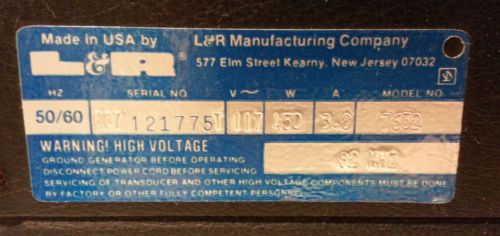 Made in USA by
L&R Manufacturing Company
L&R®
577 Elm Street Kearny, New Jersey 07032
HZ SERIAL NO V~ W A MODEL NO
50/60 121775T 117
WARNING! HIGH VOLTAGE
GROUND GENERATOR BEFORE OPERATING
DISCONNECT POWER CORD BEFORE SERVICING
SERVICING OF TRANSDUCER AND OTHER HIGH VOLTAGE COMPONENTS MUST BE DONE
BY FACTORY OR OTHER FULLY COMPETENT PERSONNEL